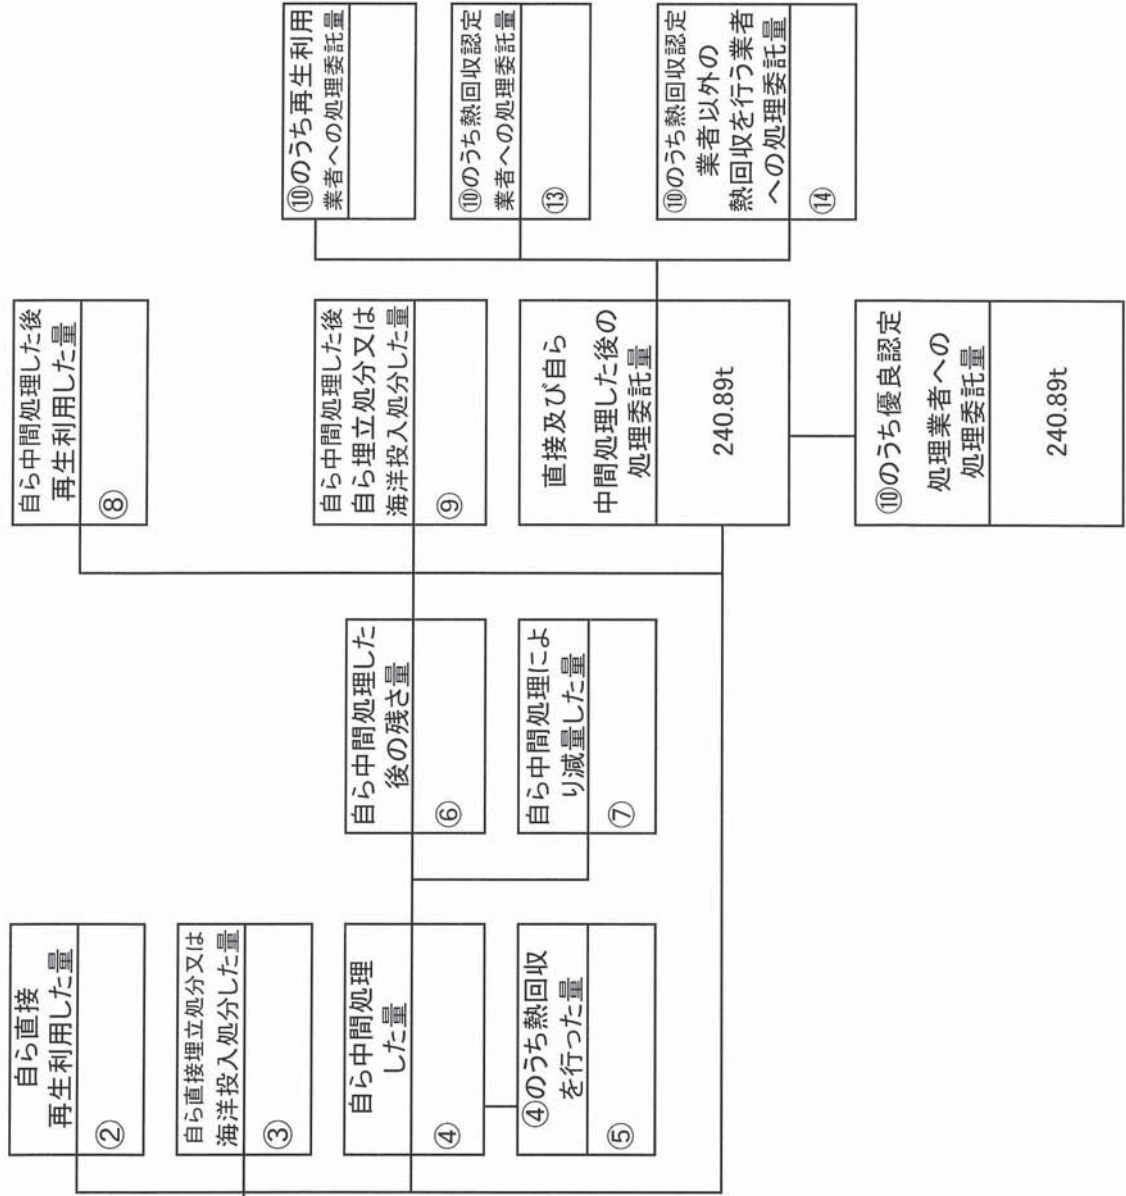 自ら直接
再生利用した量
②
自ら直接埋立処分又は
海洋投入処分した量
③
自ら中間処理
した量
④
④のうち熱回収
を行った量
⑤
自ら中間処理した
後の残さ量
⑥
自ら中間処理によ
り減量した量
⑦
自ら中間処理した後
再生利用した量
⑧
自ら中間処理した後
自ら埋立処分又は
海洋投入処分した量
⑨
直接及び自ら
中間処理した後の
処理委託量
240.89t
⑩のうち優良認定
処理業者への
処理委託量
240.89t
⑩のうち再生利用
業者への処理委託量
⑩のうち熱回収認定
業者への処理委託量
⑬
⑩のうち熱回収認定
業者以外の
熱回収を行う業者
への処理委託量
⑭